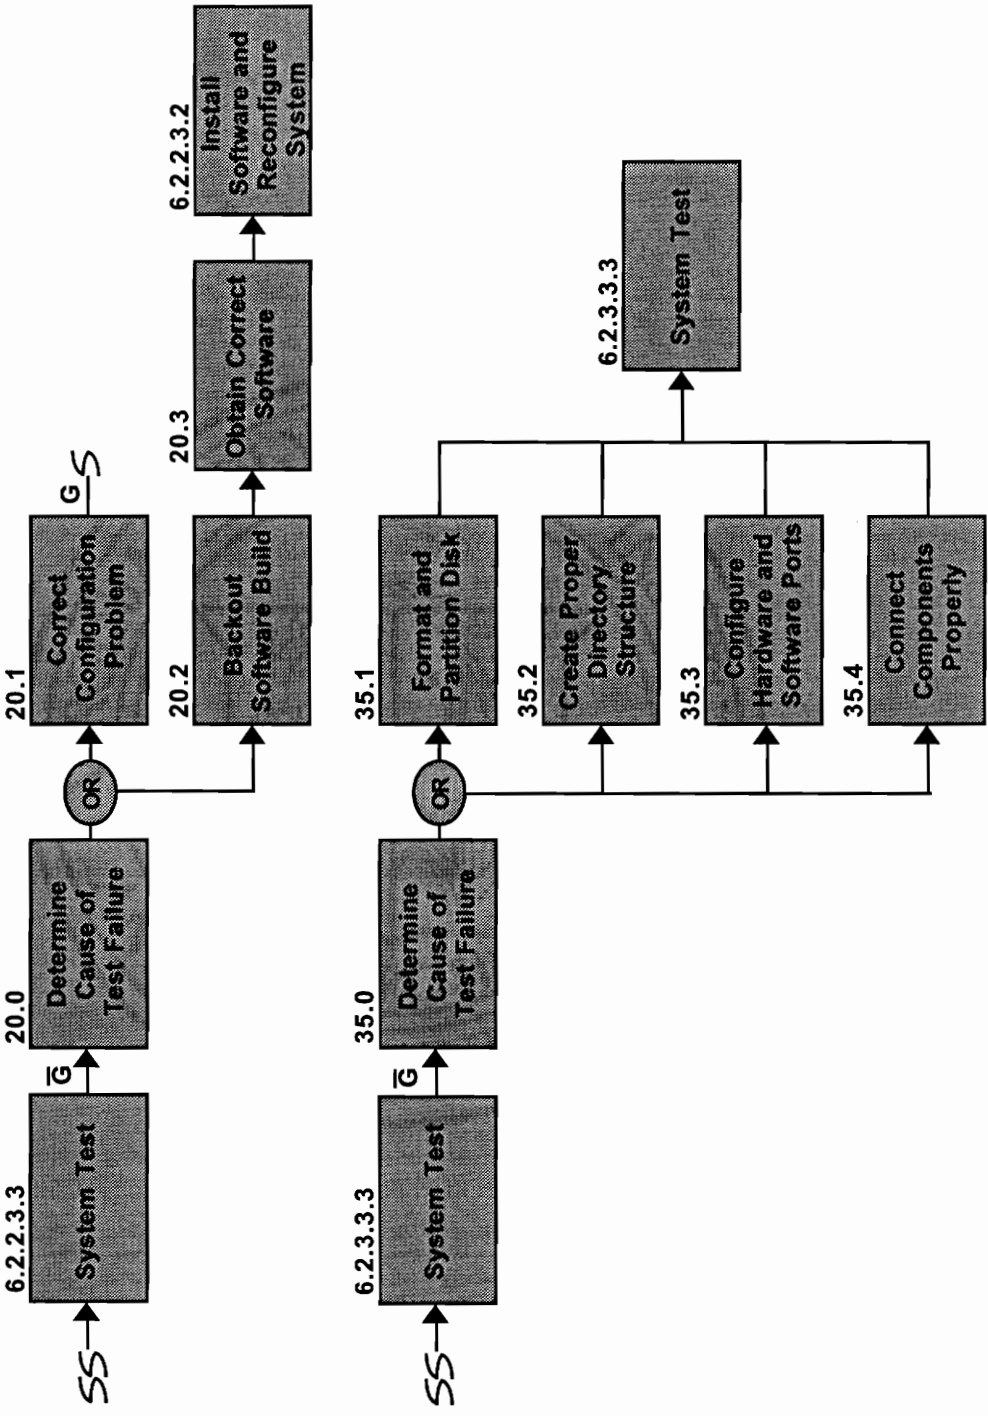 SS
6.2.2.3.3
System Test
G̅
20.0
Determine
Cause of
Test Failure
OR
20.1
Correct
Configuration
Problem
G
S
20.2
Backout
Software Build
20.3
Obtain Correct
Software
6.2.2.3.2
Install
Software and
Reconfigure
System
SS
6.2.3.3.3
System Test
G̅
35.0
Determine
Cause of
Test Failure
OR
35.1
Format and
Partition Disk
35.2
Create Proper
Directory
Structure
35.3
Configure
Hardware and
Software Ports
35.4
Connect
Components
Properly
6.2.3.3.3
System Test